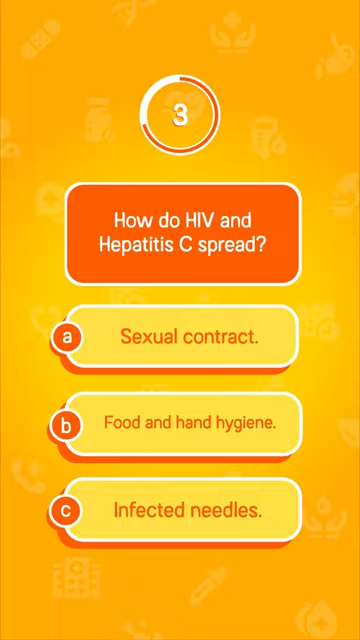 3
How do HIV and
Hepatitis C spread?
a
Sexual contract.
b
Food and hand hygiene.
c
Infected needles.